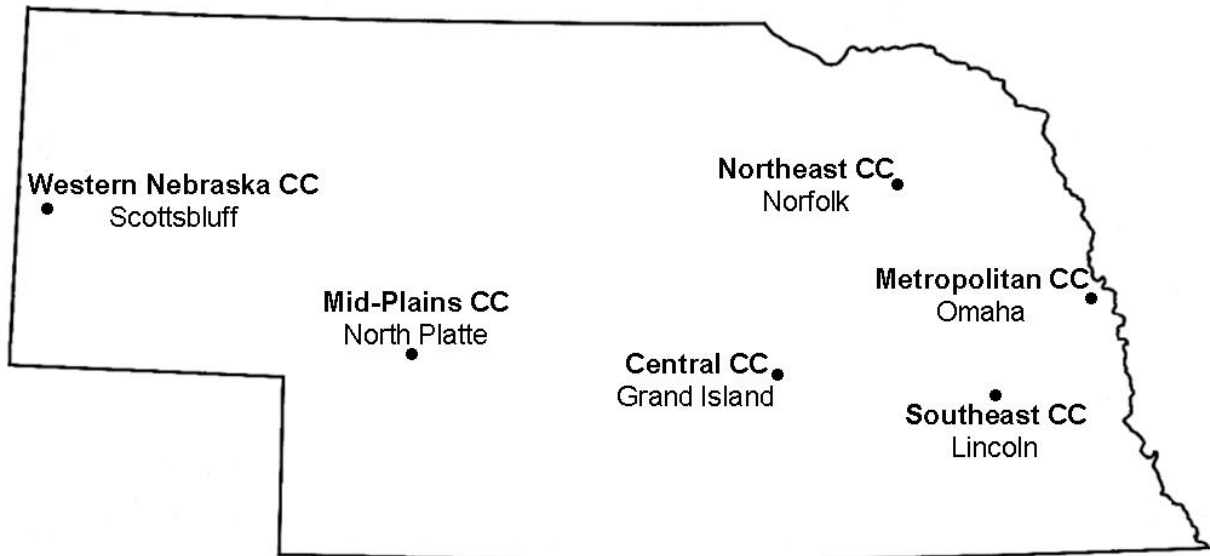 Western Nebraska CC
Scottsbluff
Northeast CC
Norfolk
Mid-Plains CC
North Platte
Metropolitan CC
Omaha
Central CC
Grand Island
Southeast CC
Lincoln